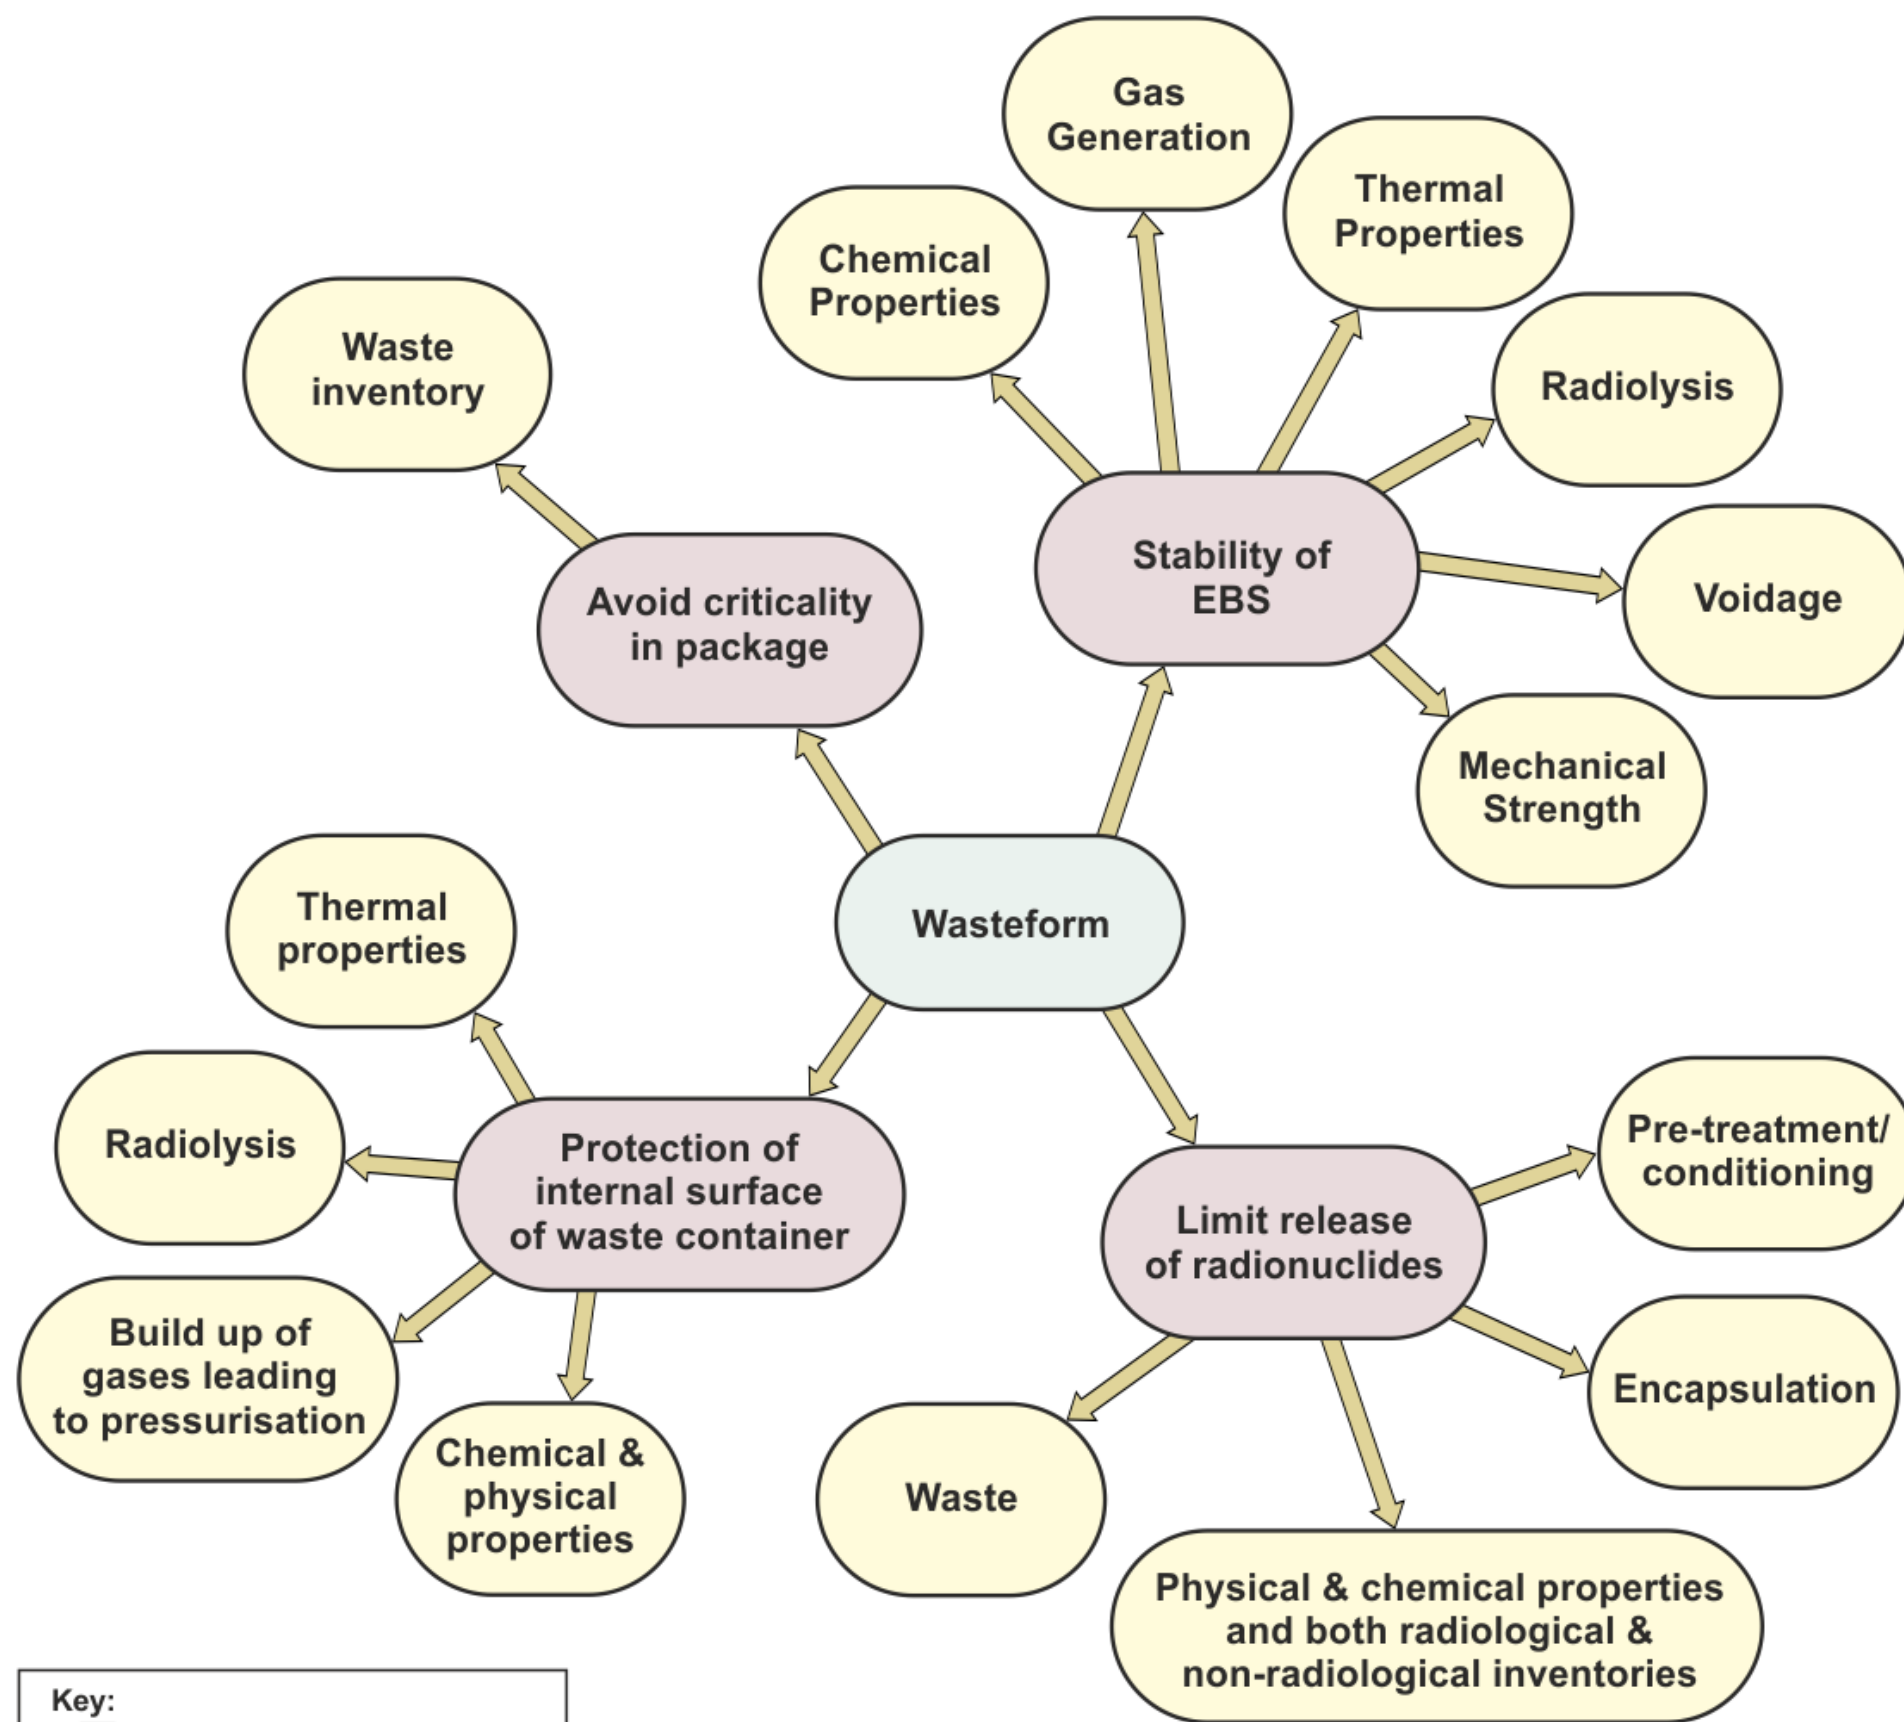 Gas
Generation
Thermal
Properties
Chemical
Properties
Waste
inventory
Radiolysis
Stability of
EBS
Voidage
Avoid criticality
in package
Mechanical
Strength
Thermal
properties
Wasteform
Radiolysis
Protection of
internal surface
of waste container
Pre-treatment/
conditioning
Limit release
of radionuclides
Build up of
gases leading
to pressurisation
Encapsulation
Chemical &
physical
properties
Waste
Physical & chemical properties
and both radiological &
non-radiological inventories
Key: